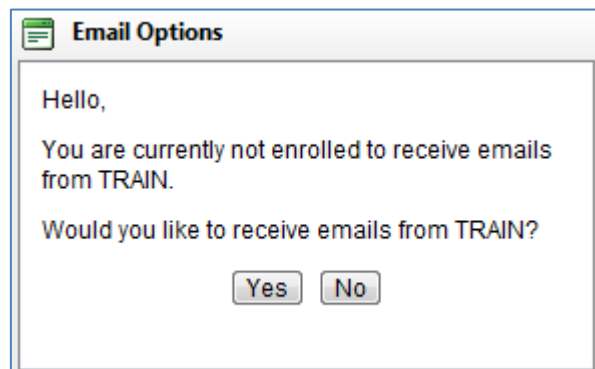 Email Options
Hello,
You are currently not enrolled to receive emails
from TRAIN.
Would you like to receive emails from TRAIN?
Yes No